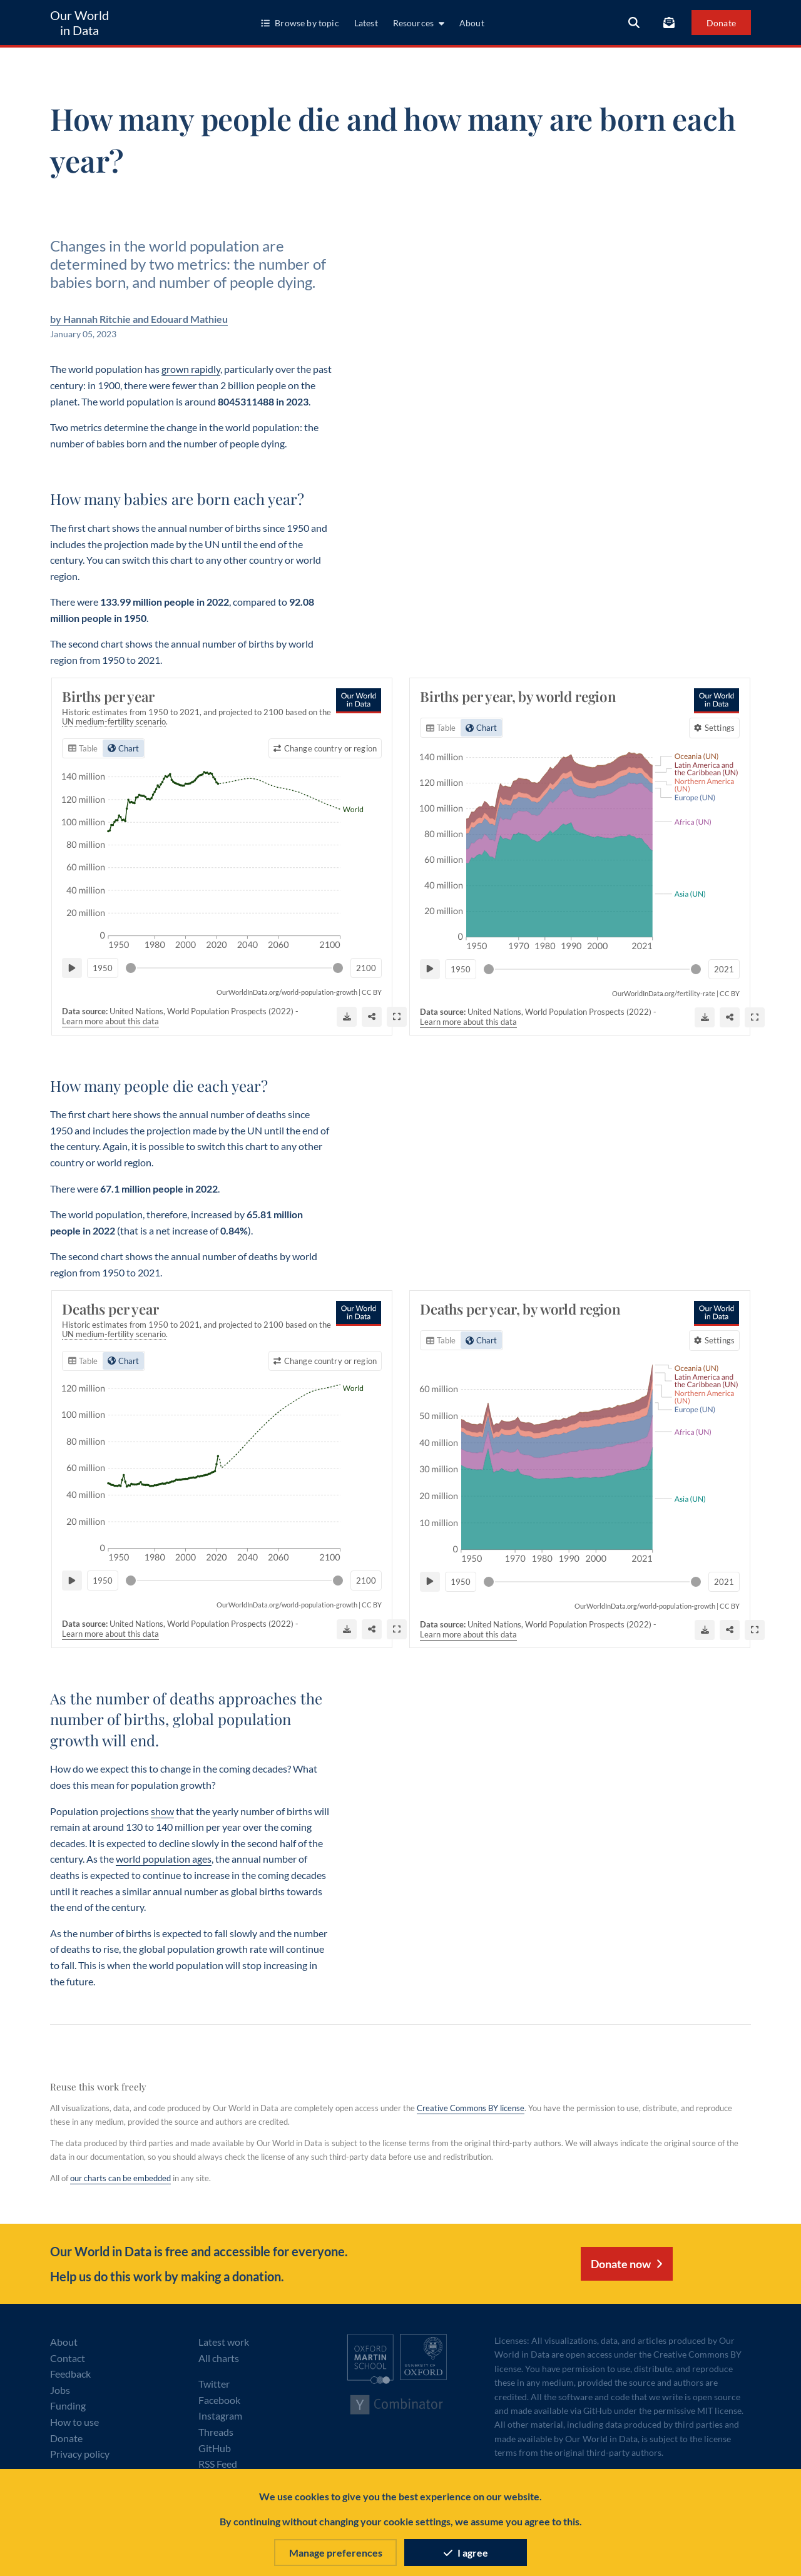 Our World
in Data
Browse by topic
Latest
Resources
About
Donate
How many people die and how many are born each
year?
Changes in the world population are
determined by two metrics: the number of
babies born, and number of people dying.
by Hannah Ritchie and Edouard Mathieu
January 05, 2023
The world population has grown rapidly, particularly over the past
century: in 1900, there were fewer than 2 billion people on the
planet. The world population is around 8045311488 in 2023.
Two metrics determine the change in the world population: the
number of babies born and the number of people dying.
How many babies are born each year?
The first chart shows the annual number of births since 1950 and
includes the projection made by the UN until the end of the
century. You can switch this chart to any other country or world
region.
There were 133.99 million people in 2022, compared to 92.08
million people in 1950.
The second chart shows the annual number of births by world
region from 1950 to 2021.
Births per year
Our World
in Data
Historic estimates from 1950 to 2021, and projected to 2100 based on the
UN medium-fertility scenario.
Table
Chart
Change country or region
140 million
120 million
100 million
80 million
60 million
40 million
20 million
0
World
1950 1980 2000 2020 2040 2060 2100
1950
2100
OurWorldInData.org/world-population-growth | CC BY
Data source: United Nations, World Population Prospects (2022) -
Learn more about this data
Births per year, by world region
Our World
in Data
Table
Chart
Settings
140 million
120 million
100 million
80 million
60 million
40 million
20 million
0
Oceania (UN)
Latin America and
the Caribbean (UN)
Northern America
(UN)
Europe (UN)
Africa (UN)
Asia (UN)
1950 1970 1980 1990 2000 2021
1950
2021
OurWorldInData.org/fertility-rate | CC BY
Data source: United Nations, World Population Prospects (2022) -
Learn more about this data
How many people die each year?
The first chart here shows the annual number of deaths since
1950 and includes the projection made by the UN until the end of
the century. Again, it is possible to switch this chart to any other
country or world region.
There were 67.1 million people in 2022.
The world population, therefore, increased by 65.81 million
people in 2022 (that is a net increase of 0.84%).
The second chart shows the annual number of deaths by world
region from 1950 to 2021.
Deaths per year
Our World
in Data
Historic estimates from 1950 to 2021, and projected to 2100 based on the
UN medium-fertility scenario.
Table
Chart
Change country or region
120 million
100 million
80 million
60 million
40 million
20 million
0
World
1950 1980 2000 2020 2040 2060 2100
1950
2100
OurWorldInData.org/world-population-growth | CC BY
Data source: United Nations, World Population Prospects (2022) -
Learn more about this data
Deaths per year, by world region
Our World
in Data
Table
Chart
Settings
60 million
50 million
40 million
30 million
20 million
10 million
0
Oceania (UN)
Latin America and
the Caribbean (UN)
Northern America
(UN)
Europe (UN)
Africa (UN)
Asia (UN)
1950 1970 1980 1990 2000 2021
1950
2021
OurWorldInData.org/world-population-growth | CC BY
Data source: United Nations, World Population Prospects (2022) -
Learn more about this data
As the number of deaths approaches the
number of births, global population
growth will end.
How do we expect this to change in the coming decades? What
does this mean for population growth?
Population projections show that the yearly number of births will
remain at around 130 to 140 million per year over the coming
decades. It is expected to decline slowly in the second half of the
century. As the world population ages, the annual number of
deaths is expected to continue to increase in the coming decades
until it reaches a similar annual number as global births towards
the end of the century.
As the number of births is expected to fall slowly and the number
of deaths to rise, the global population growth rate will continue
to fall. This is when the world population will stop increasing in
the future.
Reuse this work freely
All visualizations, data, and code produced by Our World in Data are completely open access under the Creative Commons BY license. You have the permission to use, distribute, and reproduce
these in any medium, provided the source and authors are credited.
The data produced by third parties and made available by Our World in Data is subject to the license terms from the original third-party authors. We will always indicate the original source of the
data in our documentation, so you should always check the license of any such third-party data before use and redistribution.
All of our charts can be embedded in any site.
Our World in Data is free and accessible for everyone.
Help us do this work by making a donation.
Donate now
About
Contact
Feedback
Jobs
Funding
How to use
Donate
Privacy policy
Latest work
All charts
Twitter
Facebook
Instagram
Threads
GitHub
RSS Feed
OXFORD
MARTIN
SCHOOL
UNIVERSITY OF
OXFORD
Y Combinator
Licenses: All visualizations, data, and articles produced by Our
World in Data are open access under the Creative Commons BY
license. You have permission to use, distribute, and reproduce
these in any medium, provided the source and authors are
credited. All the software and code that we write is open source
and made available via GitHub under the permissive MIT license.
All other material, including data produced by third parties and
made available by Our World in Data, is subject to the license
terms from the original third-party authors.
We use cookies to give you the best experience on our website.
By continuing without changing your cookie settings, we assume you agree to this.
Manage preferences
I agree